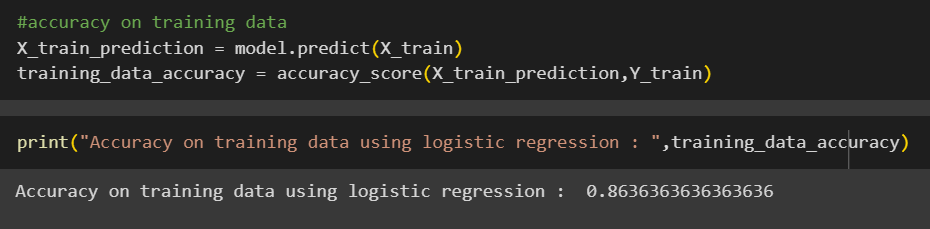 #accuracy on training data
X_train_prediction = model.predict(X_train)
training_data_accuracy = accuracy_score(X_train_prediction,Y_train)
print("Accuracy on training data using logistic regression : ",training_data_accuracy)
Accuracy on training data using logistic regression :  0.8636363636363636